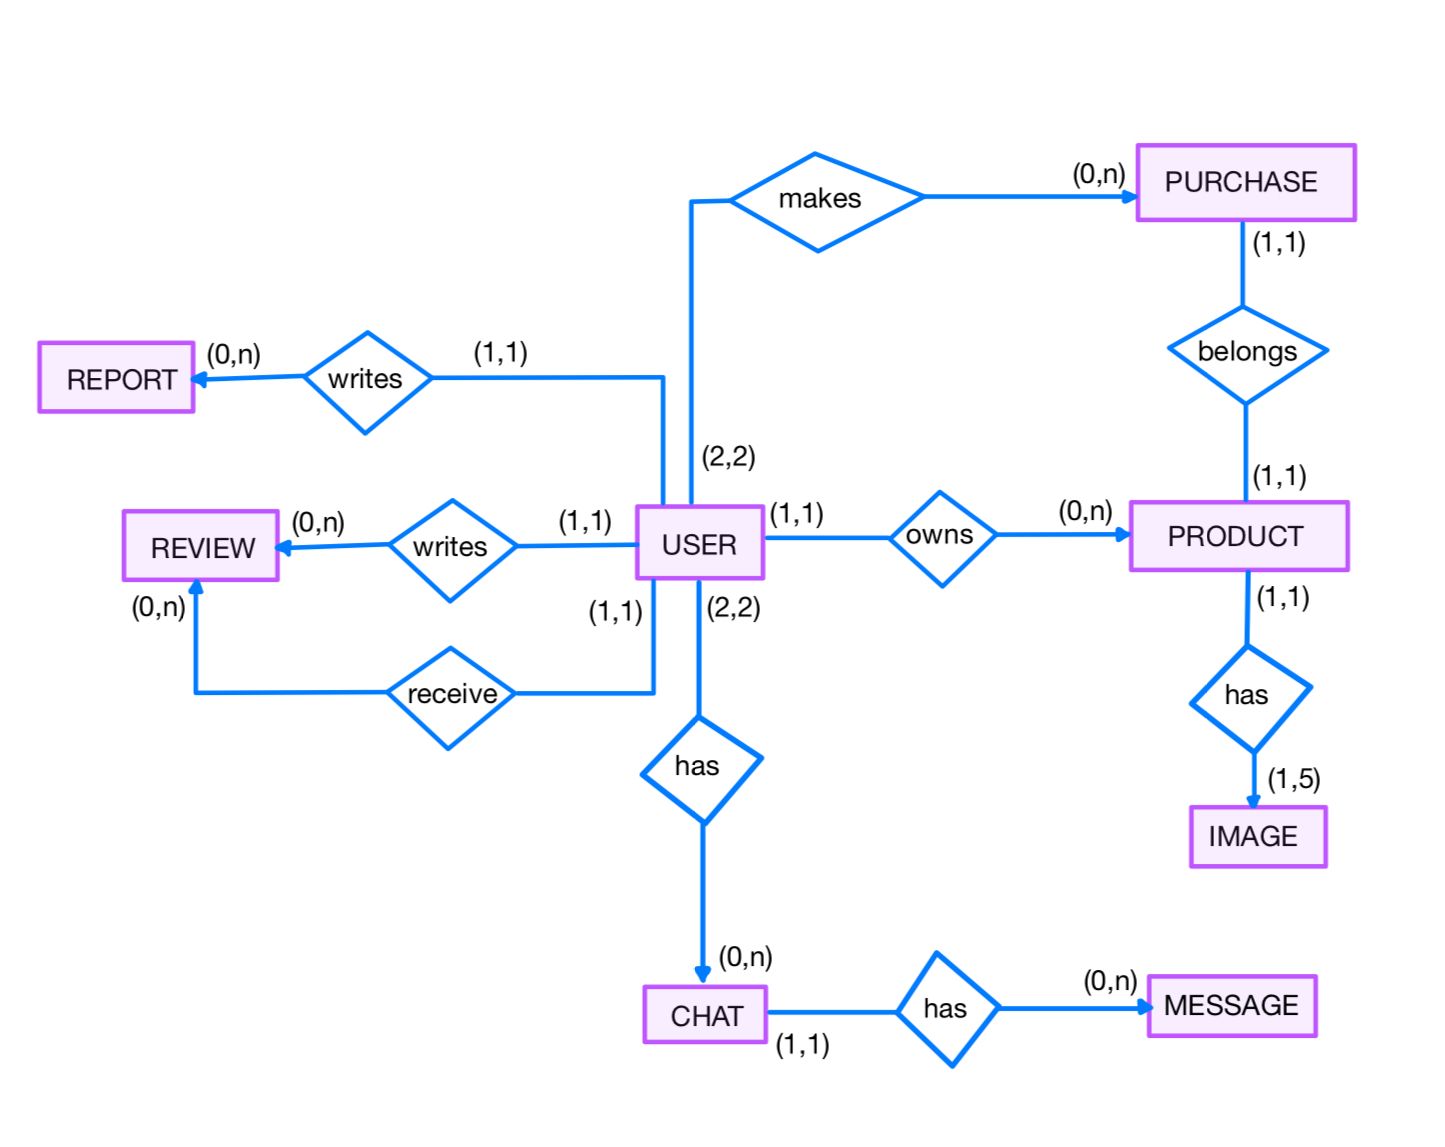 (0,n)
PURCHASE
makes
(1,1)
belongs
(0,n)
(1,1)
REPORT
writes
(2,2)
(1,1)
(0,n)
(1,1)
(1,1)
(0,n)
REVIEW
writes
USER
owns
PRODUCT
(0,n)
(1,1)
(2,2)
(1,1)
receive
has
has
(1,5)
IMAGE
(0,n)
(0,n)
CHAT
has
MESSAGE
(1,1)